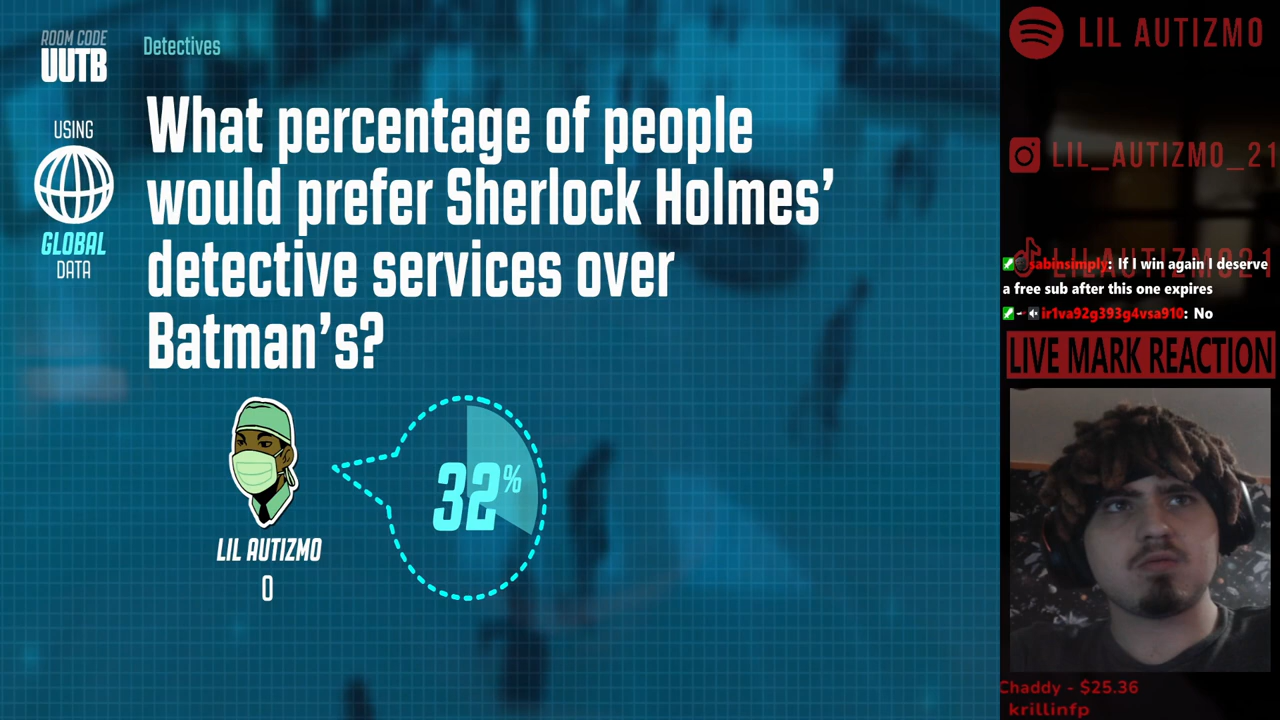 ROOM CODE
UUTB
Detectives
USING
GLOBAL
DATA
What percentage of people
would prefer Sherlock Holmes'
detective services over
Batman's?
32%
LIL AUTIZMO
0
LIL AUTIZMO
LIL_AUTIZMO_21
LIL_AUTIZMO21
sabinsimply: If I win again I deserve
a free sub after this one expires
ir1va92g393g4vsa910: No
LIVE MARK REACTION
Chaddy - $25.36
krillinfp